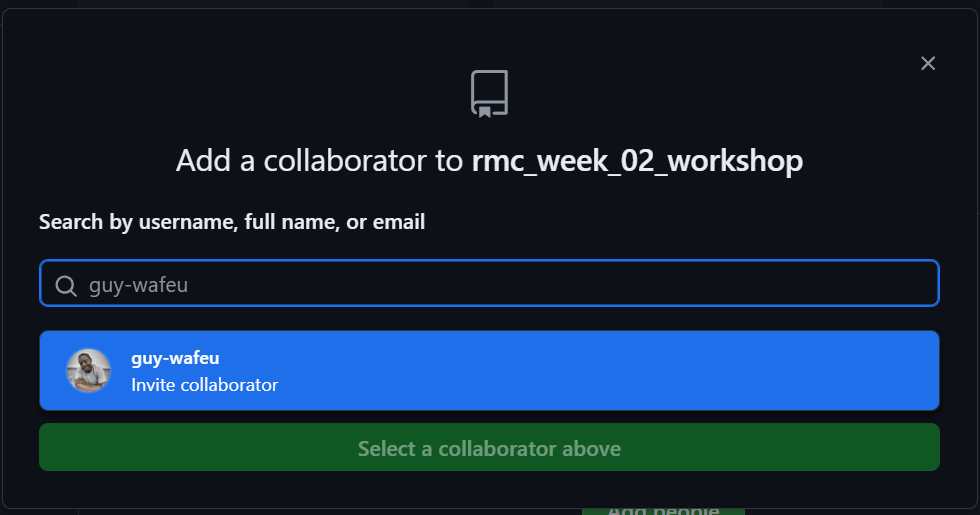 Add a collaborator to rmc_week_02_workshop
Search by username, full name, or email
guy-wafeu
guy-wafeu
Invite collaborator
Select a collaborator above
Add people